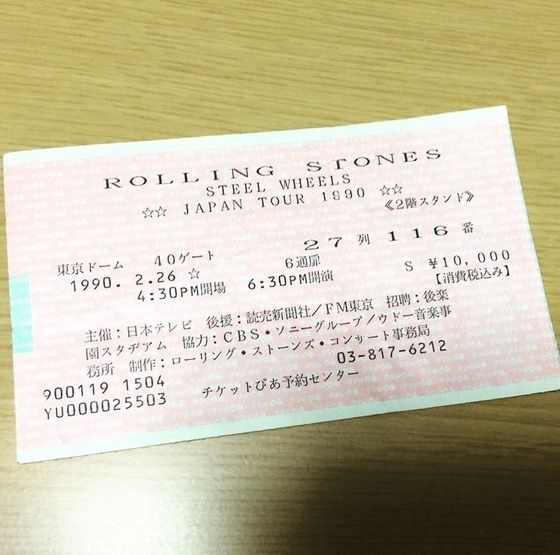 ROLLING STONES
STEEL WHEELS
☆☆ JAPAN TOUR 1990 ☆☆
《2階スタンド》
東京ドーム 40ゲート 27列 116番
1990. 2.26 ☆ 6通扉 S ¥10,000
4:30PM開場 6:30PM開演 【消費税込み】
主催:日本テレビ 後援:読売新聞社/FM東京 招聘:後楽
園スタヂアム 協力:CBS・ソニーグループ/ウドー音楽事
務所 制作:ローリング・ストーンズ・コンサート事務局
900119 1504 03-817-6212
YU000025503 チケットぴあ予約センター